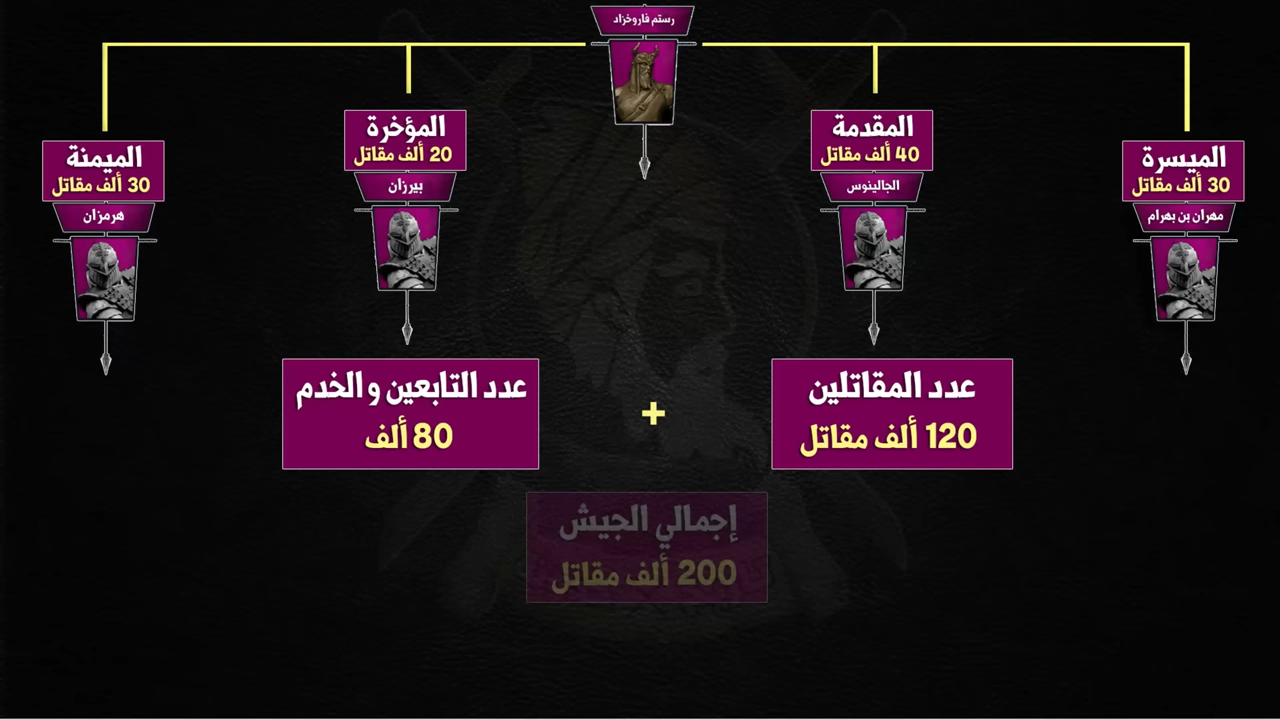 رستم فاروخزاد
الميسرة
30 ألف مقاتل
مهران بن بهرام
المقدمة
40 ألف مقاتل
الجالينوس
المؤخرة
20 ألف مقاتل
بيرزان
الميمنة
30 ألف مقاتل
هرمزان
عدد المقاتلين
120 ألف مقاتل
+
عدد التابعين و الخدم
80 ألف
إجمالي الجيش
200 ألف مقاتل